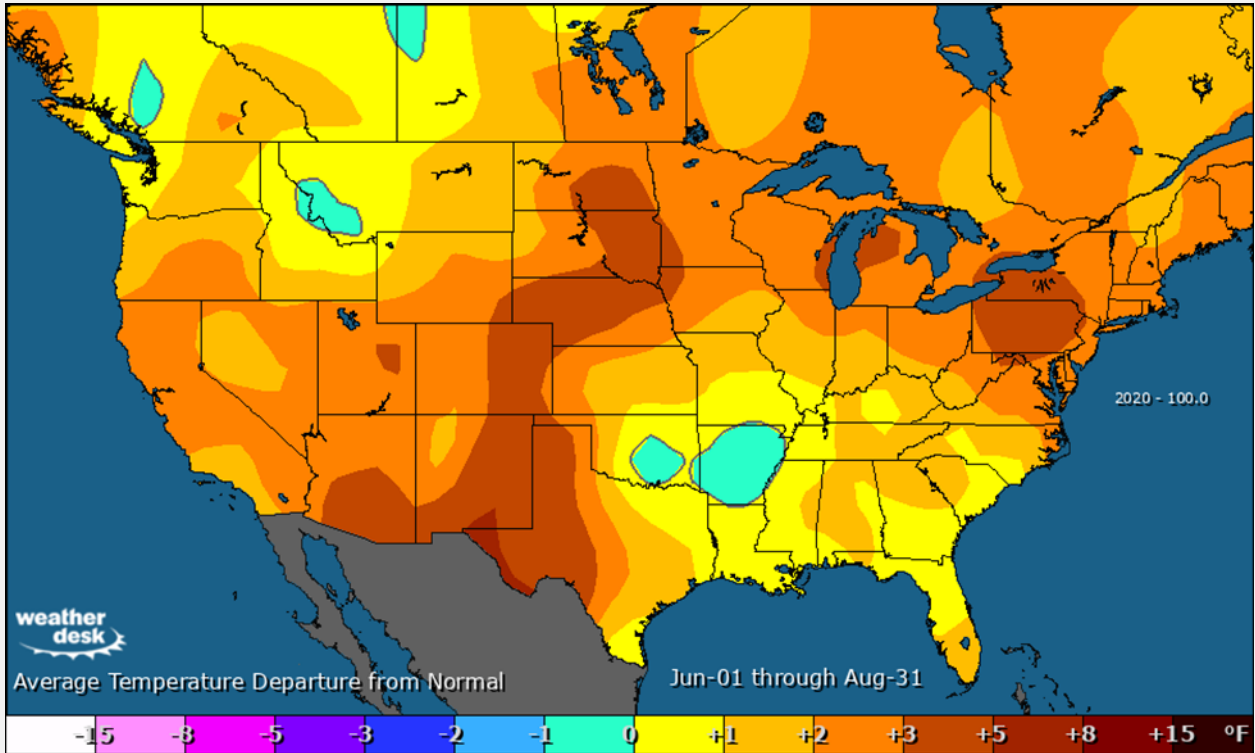 2020 - 100.0
weather
desk
Average Temperature Departure from Normal
Jun-01 through Aug-31
-15 -8 -5 -3 -2 -1 0 +1 +2 +3 +5 +8 +15 °F